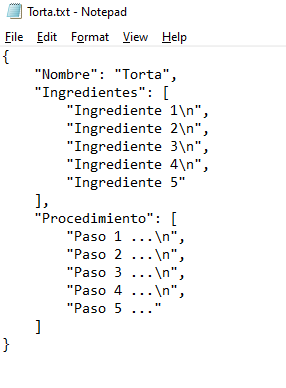 Torta.txt - Notepad
File Edit Format View Help
{
    "Nombre": "Torta",
    "Ingredientes": [
        "Ingrediente 1\n",
        "Ingrediente 2\n",
        "Ingrediente 3\n",
        "Ingrediente 4\n",
        "Ingrediente 5"
    ],
    "Procedimiento": [
        "Paso 1 ...\n",
        "Paso 2 ...\n",
        "Paso 3 ...\n",
        "Paso 4 ...\n",
        "Paso 5 ..."
    ]
}